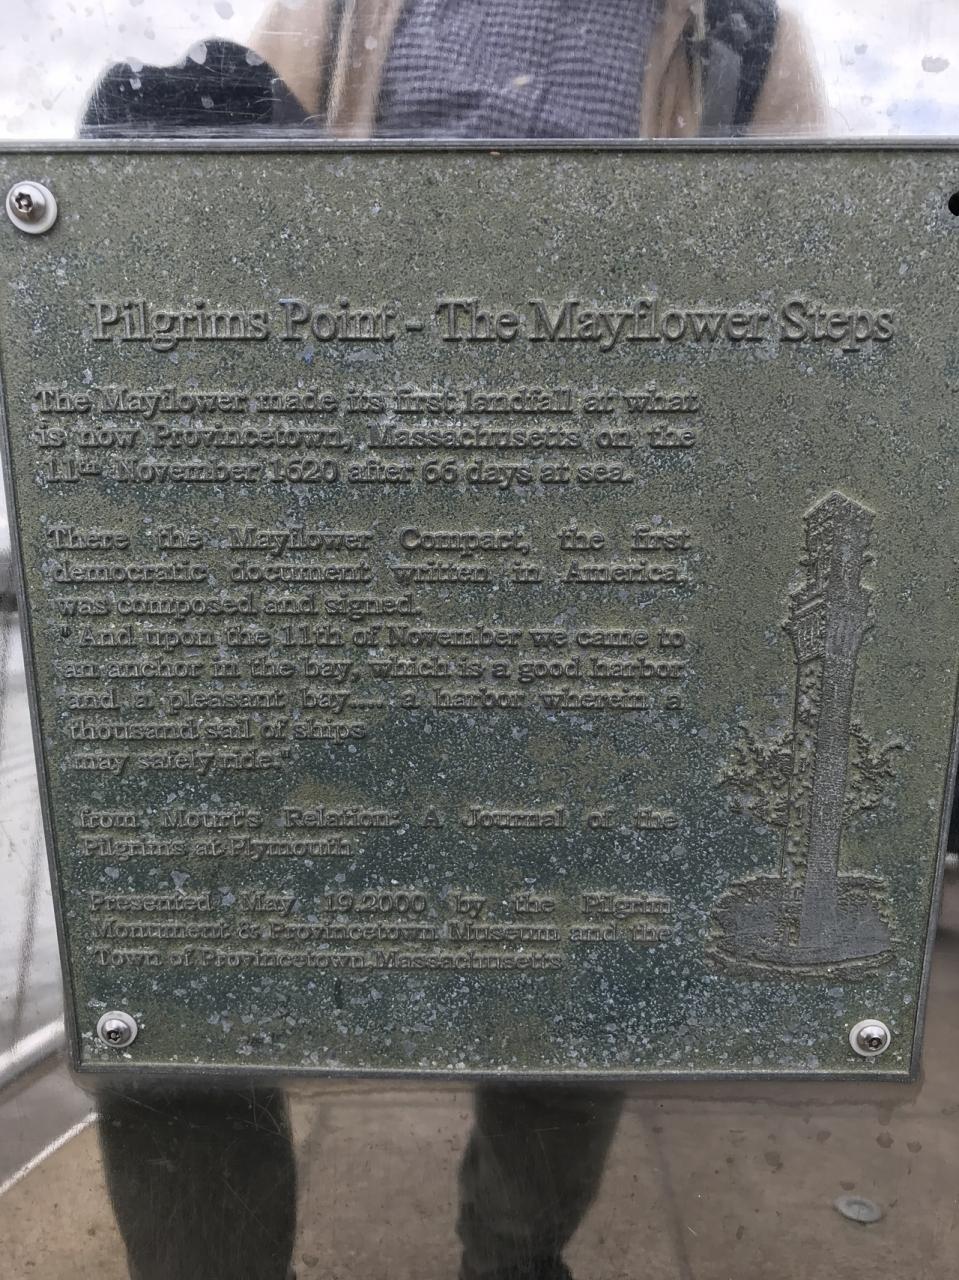 Pilgrims Point - The Mayflower Steps
The Mayflower made its first landfall at what
is now Provincetown, Massachusetts on the
11th November 1620 after 66 days at sea.
There the Mayflower Compact, the first
democratic document written in America
was composed and signed.
"And upon the 11th of November we came to
an anchor in the bay, which is a good harbor
and a pleasant bay.... a harbor wherein a
thousand sail of ships
may safely ride."
from Mourt's Relation: A Journal of the
Pilgrims at Plymouth
Presented May 19.2000 by the Pilgrim
Monument & Provincetown Museum and the
Town of Provincetown, Massachusetts